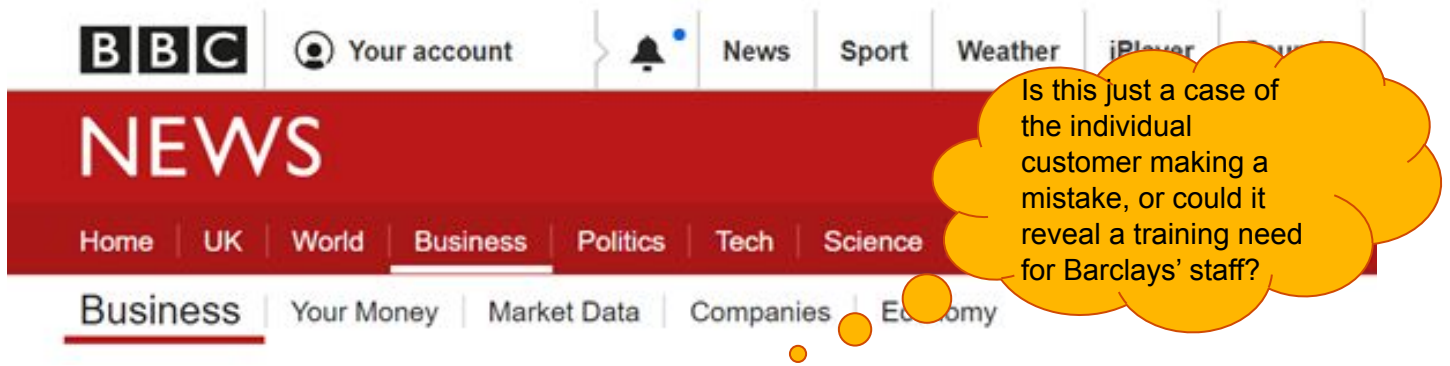 BBC Your account News Sport Weather
NEWS
Home UK World Business Politics Tech Science
Business Your Money Market Data Companies
Is this just a case of
the individual
customer making a
mistake, or could it
reveal a training need
for Barclays’ staff?